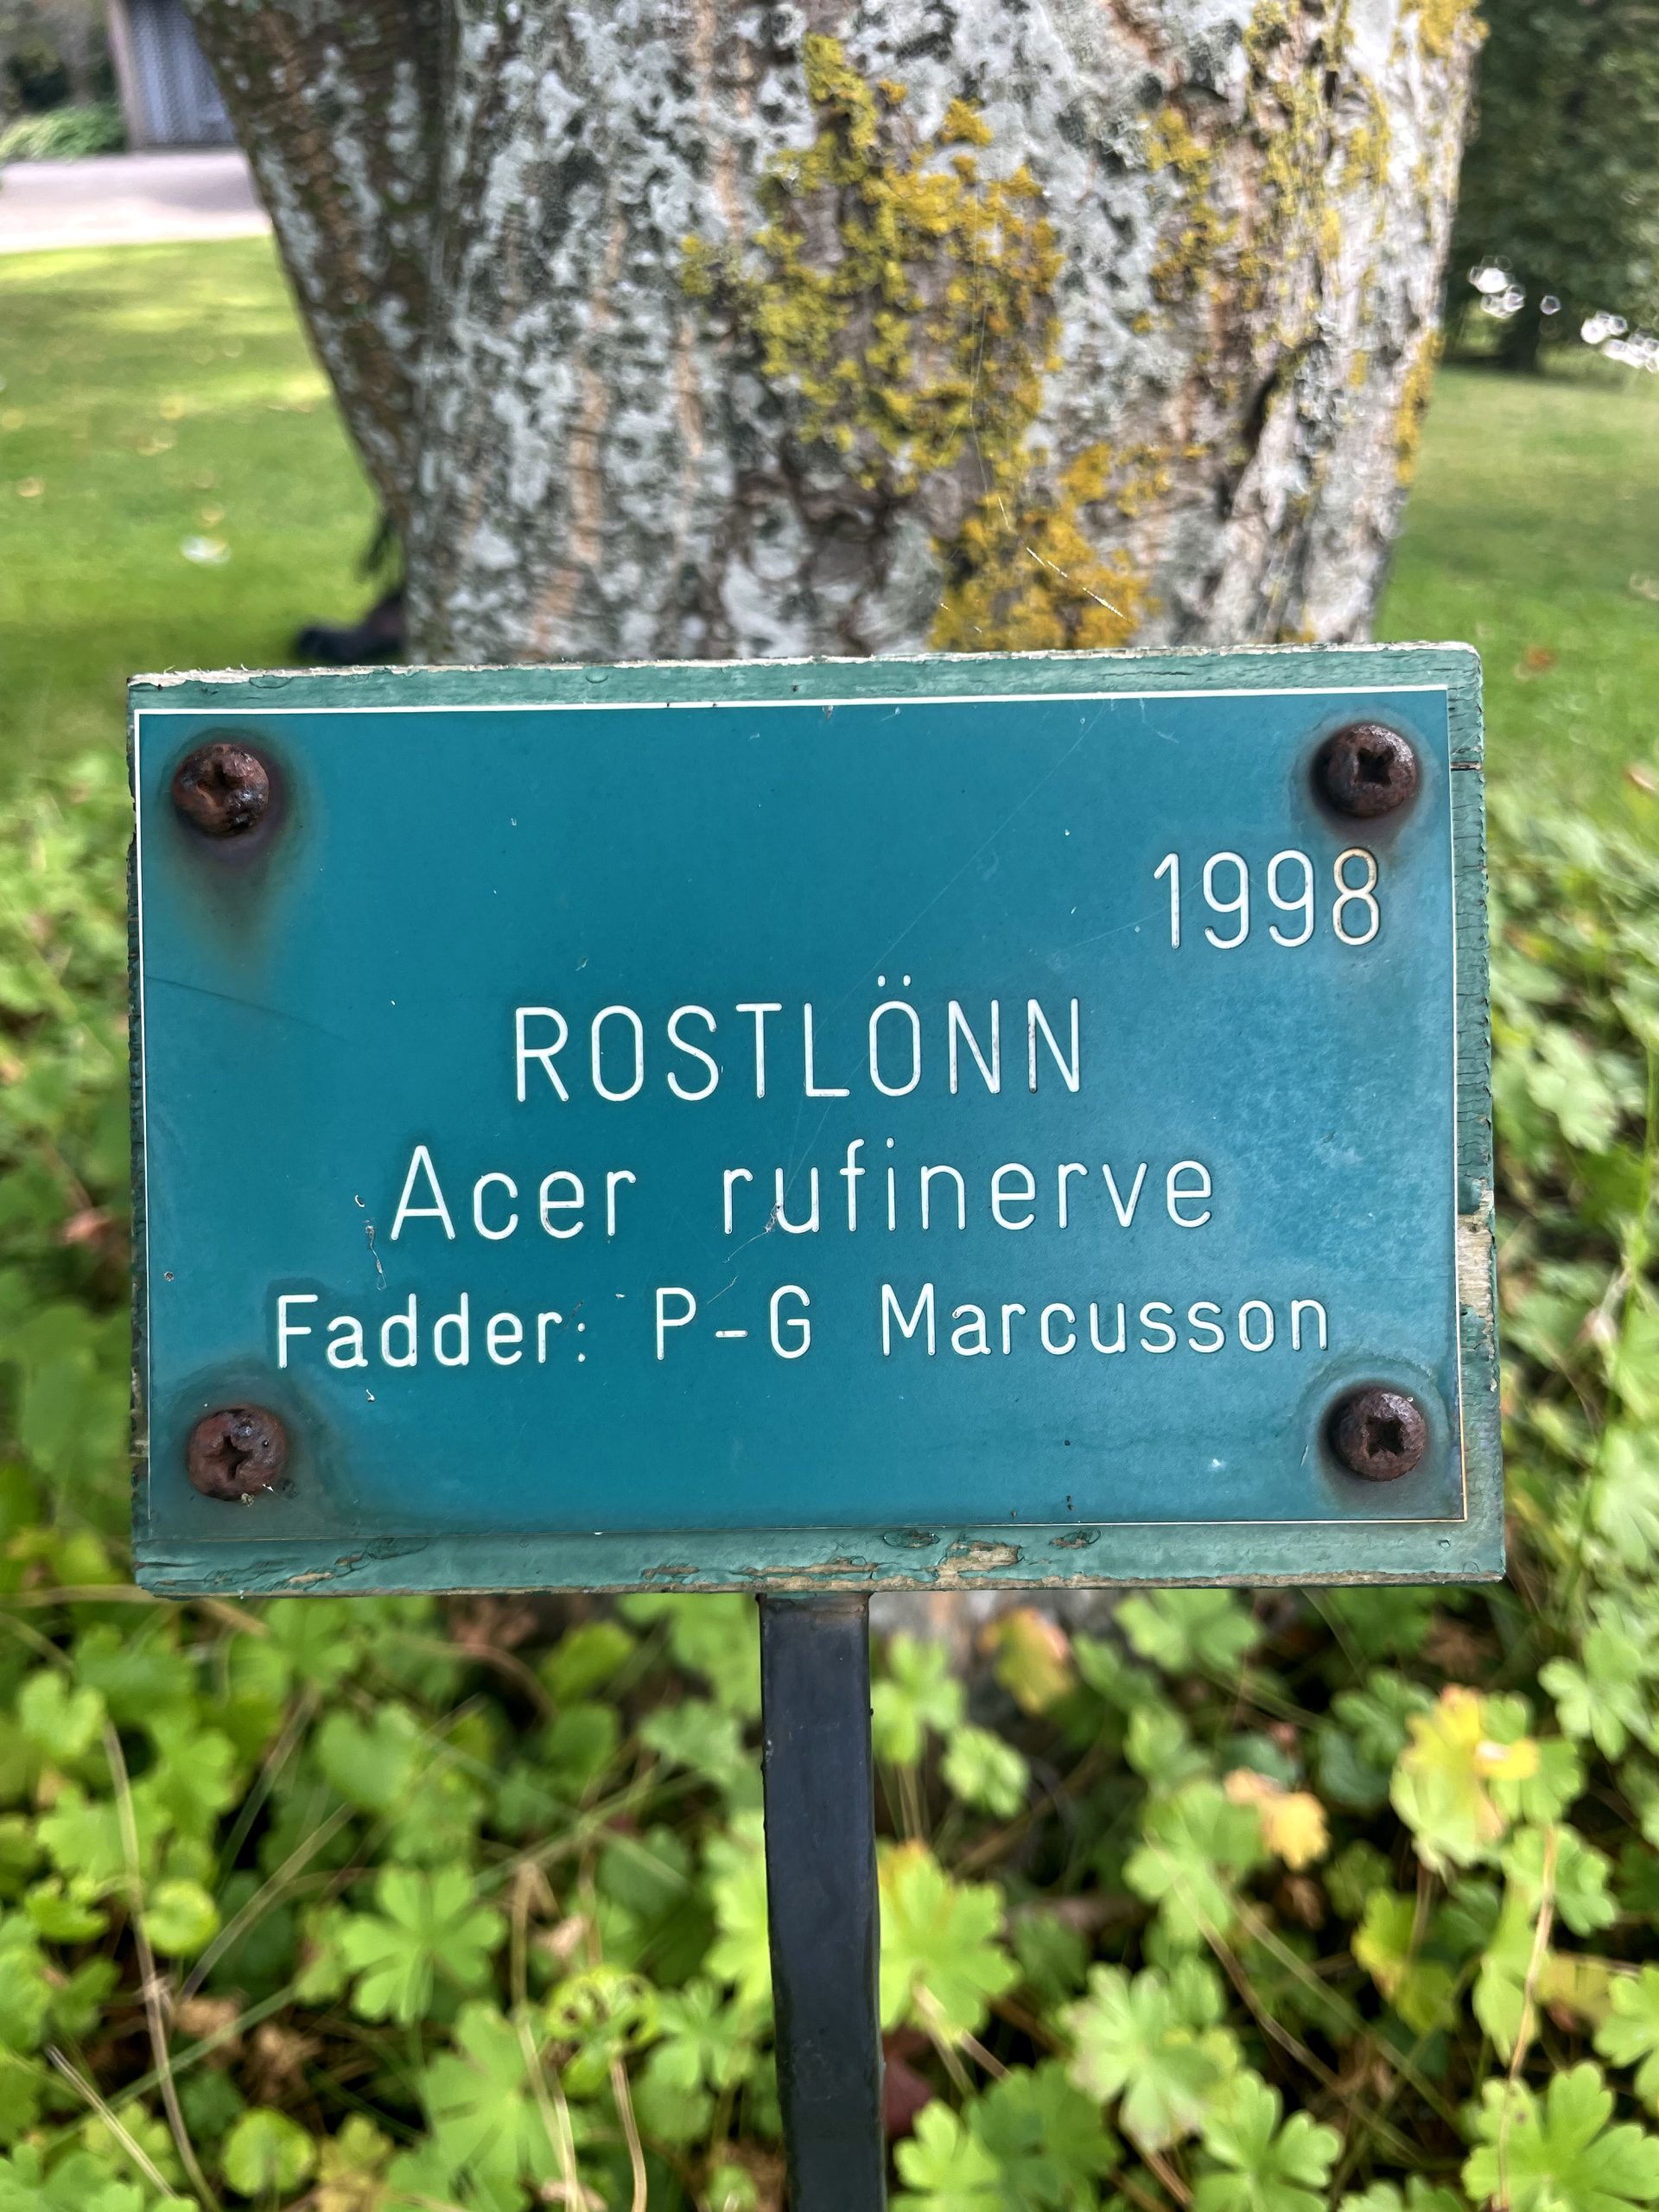 1998
ROSTLÖNN
Acer rufinerve
Fadder: P-G Marcusson